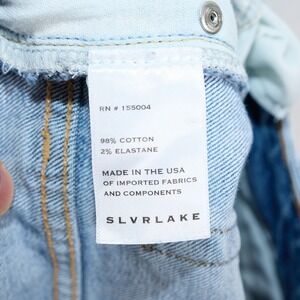 RN # 155004
98% COTTON
2% ELASTANE
MADE IN THE USA
OF IMPORTED FABRICS
AND COMPONENTS
SLVRLAKE